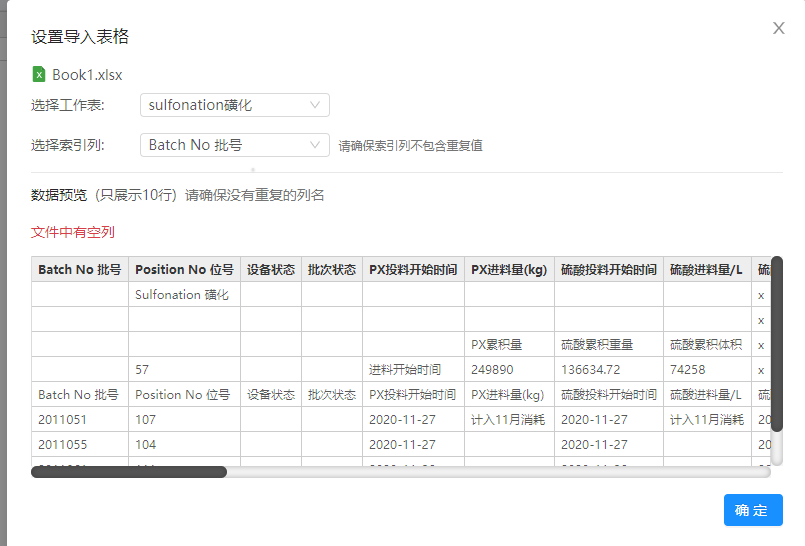 设置导入表格
Book1.xlsx
选择工作表: sulfonation磺化
选择索引列: Batch No 批号 请确保索引列不包含重复值
数据预览（只展示10行）请确保没有重复的列名
文件中有空列
Batch No 批号 Position No 位号 设备状态 批次状态 PX投料开始时间 PX进料量(kg) 硫酸投料开始时间 硫酸进料量/L
Sulfonation 磺化 x
x
PX累积量 硫酸累积重量 硫酸累积体积 x
57 进料开始时间 249890 136634.72 74258 x
Batch No 批号 Position No 位号 设备状态 批次状态 PX投料开始时间 PX进料量(kg) 硫酸投料开始时间 硫酸进料量/L
2011051 107 2020-11-27 计入11月消耗 2020-11-27 计入11月消耗 20
2011055 104 2020-11-27 2020-11-27 20
确 定